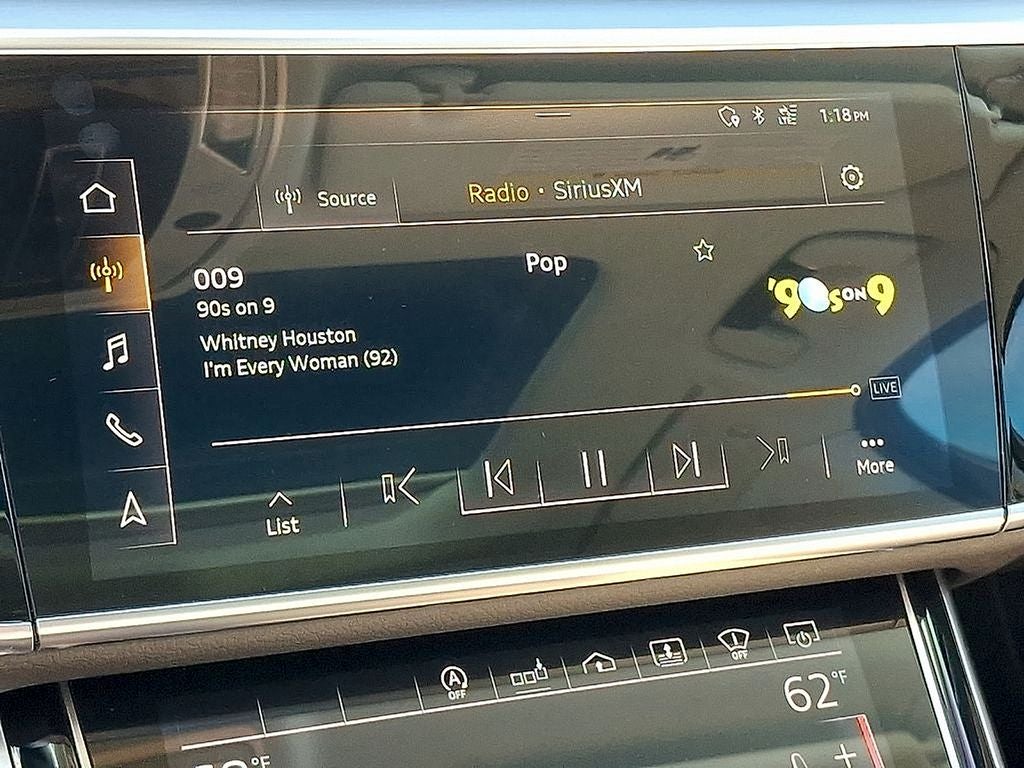 LTE 1:18 PM
Source
Radio · SiriusXM
009
Pop
90s on 9
'90s ON 9
Whitney Houston
I'm Every Woman (92)
LIVE
List
More
A OFF
OFF
62°F
°F